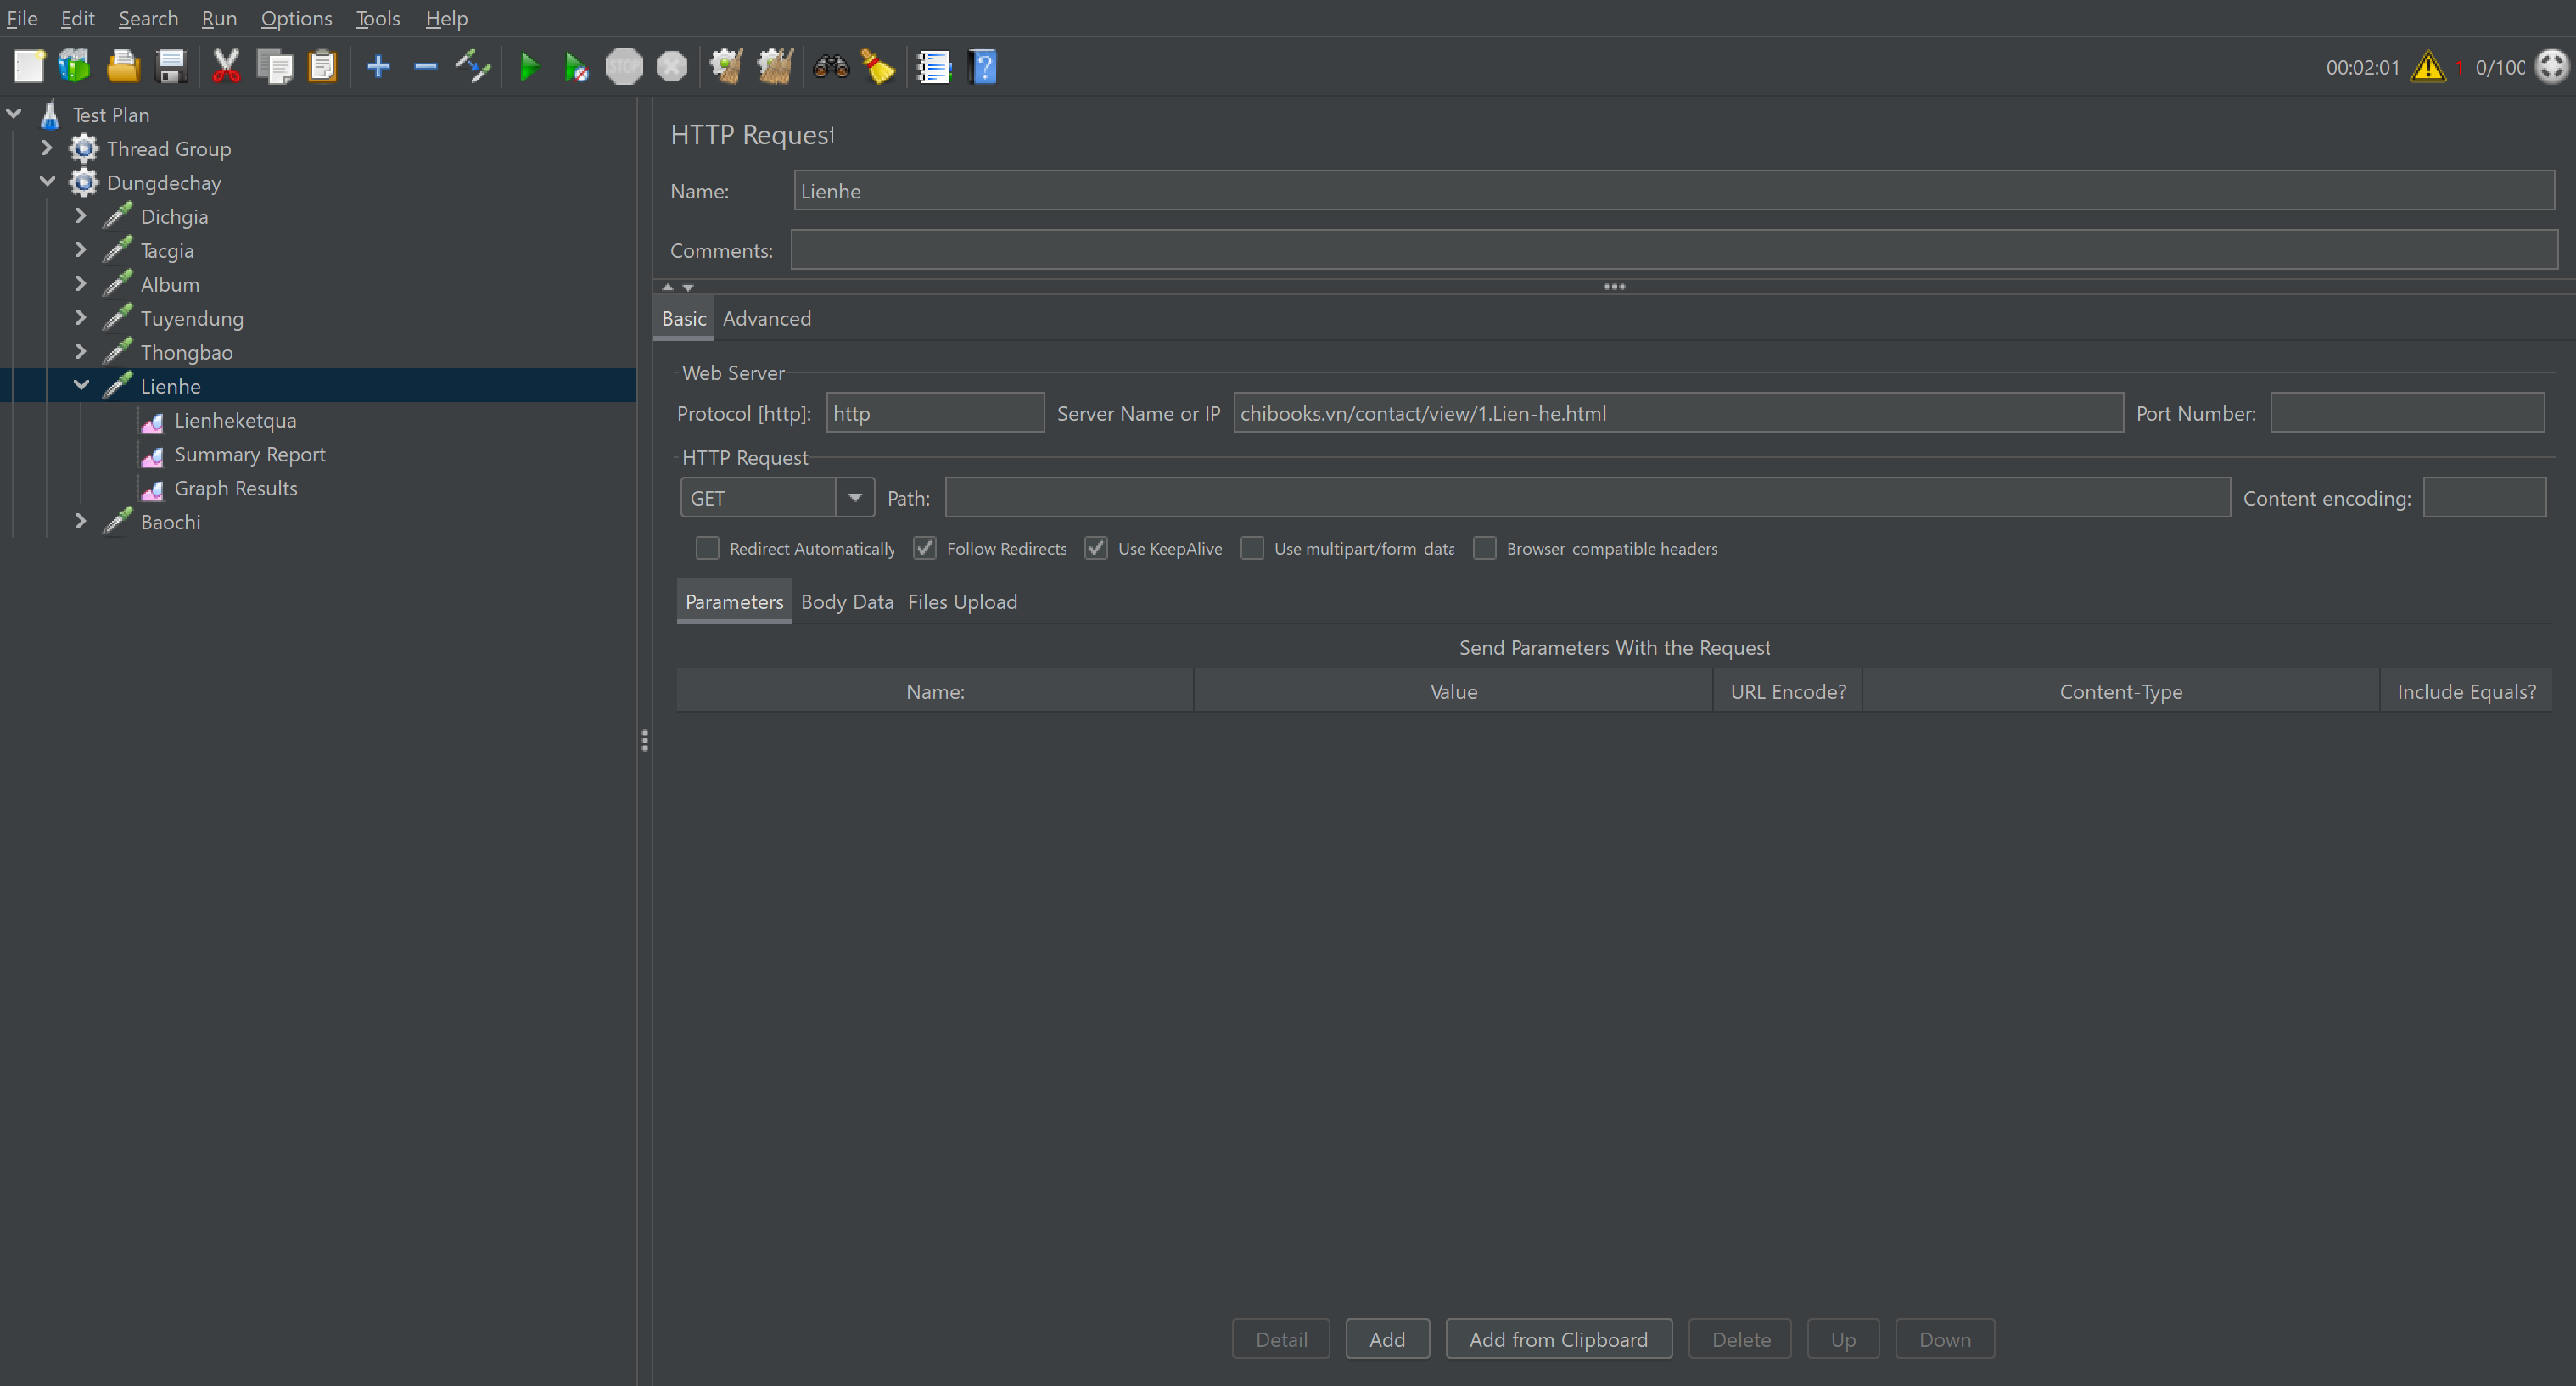 File Edit Search Run Options Tools Help
STOP
00:02:01 1 0/100
Test Plan
Thread Group
Dungdechay
Dichgia
Tacgia
Album
Tuyendung
Thongbao
Lienhe
Lienheketqua
Summary Report
Graph Results
Baochi
HTTP Request
Name: Lienhe
Comments:
Basic Advanced
Web Server
Protocol [http]: http Server Name or IP chibooks.vn/contact/view/1.Lien-he.html Port Number:
HTTP Request
GET Path: Content encoding:
Redirect Automatically Follow Redirects Use KeepAlive Use multipart/form-data Browser-compatible headers
Parameters Body Data Files Upload
Send Parameters With the Request
Name: Value URL Encode? Content-Type Include Equals?
Detail Add Add from Clipboard Delete Up Down